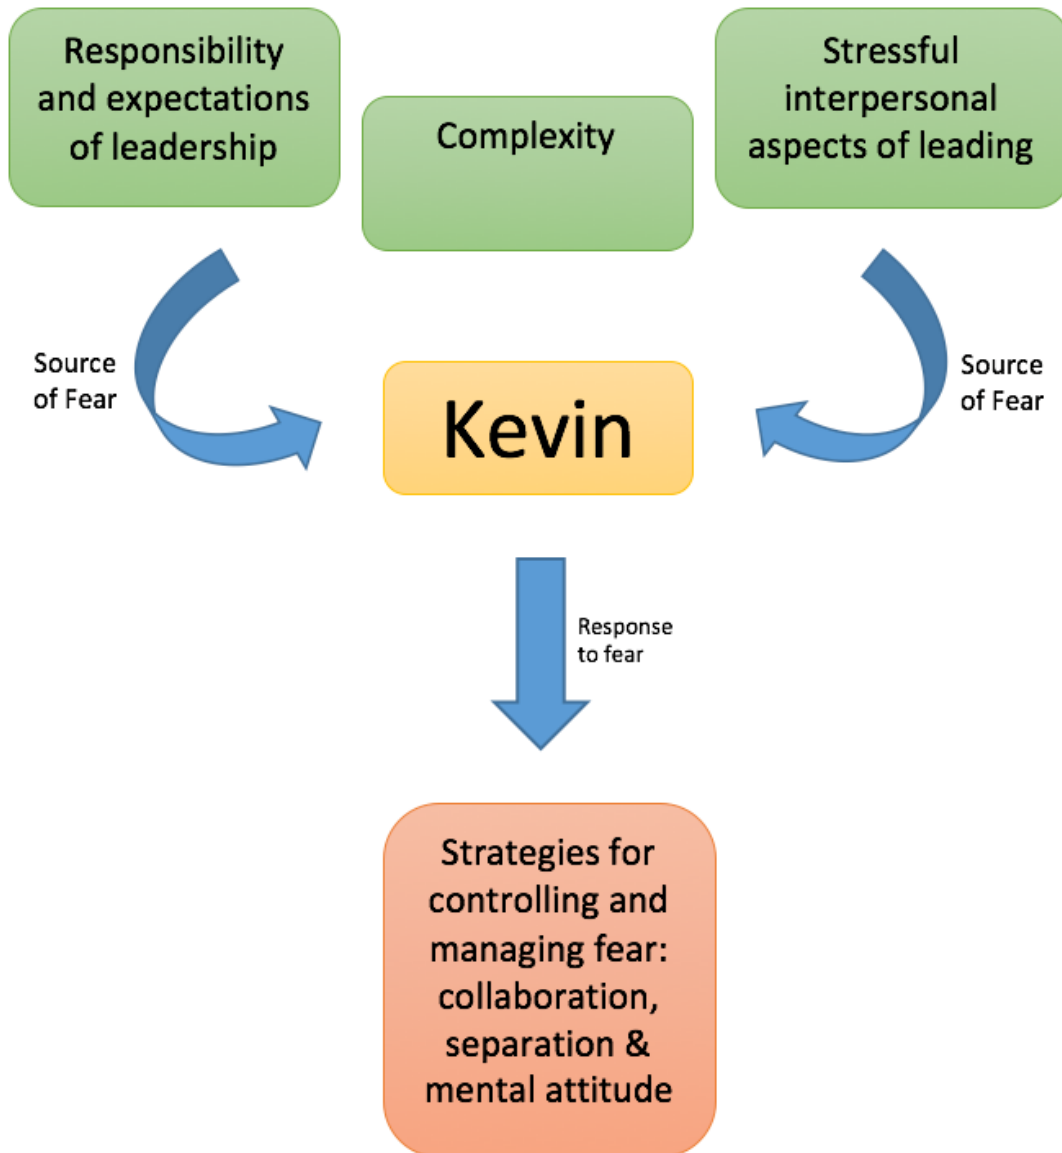 Responsibility
and expectations
of leadership
Complexity
Stressful
interpersonal
aspects of leading
Source
of Fear
Kevin
Source
of Fear
Response
to fear
Strategies for
controlling and
managing fear:
collaboration,
separation &
mental attitude